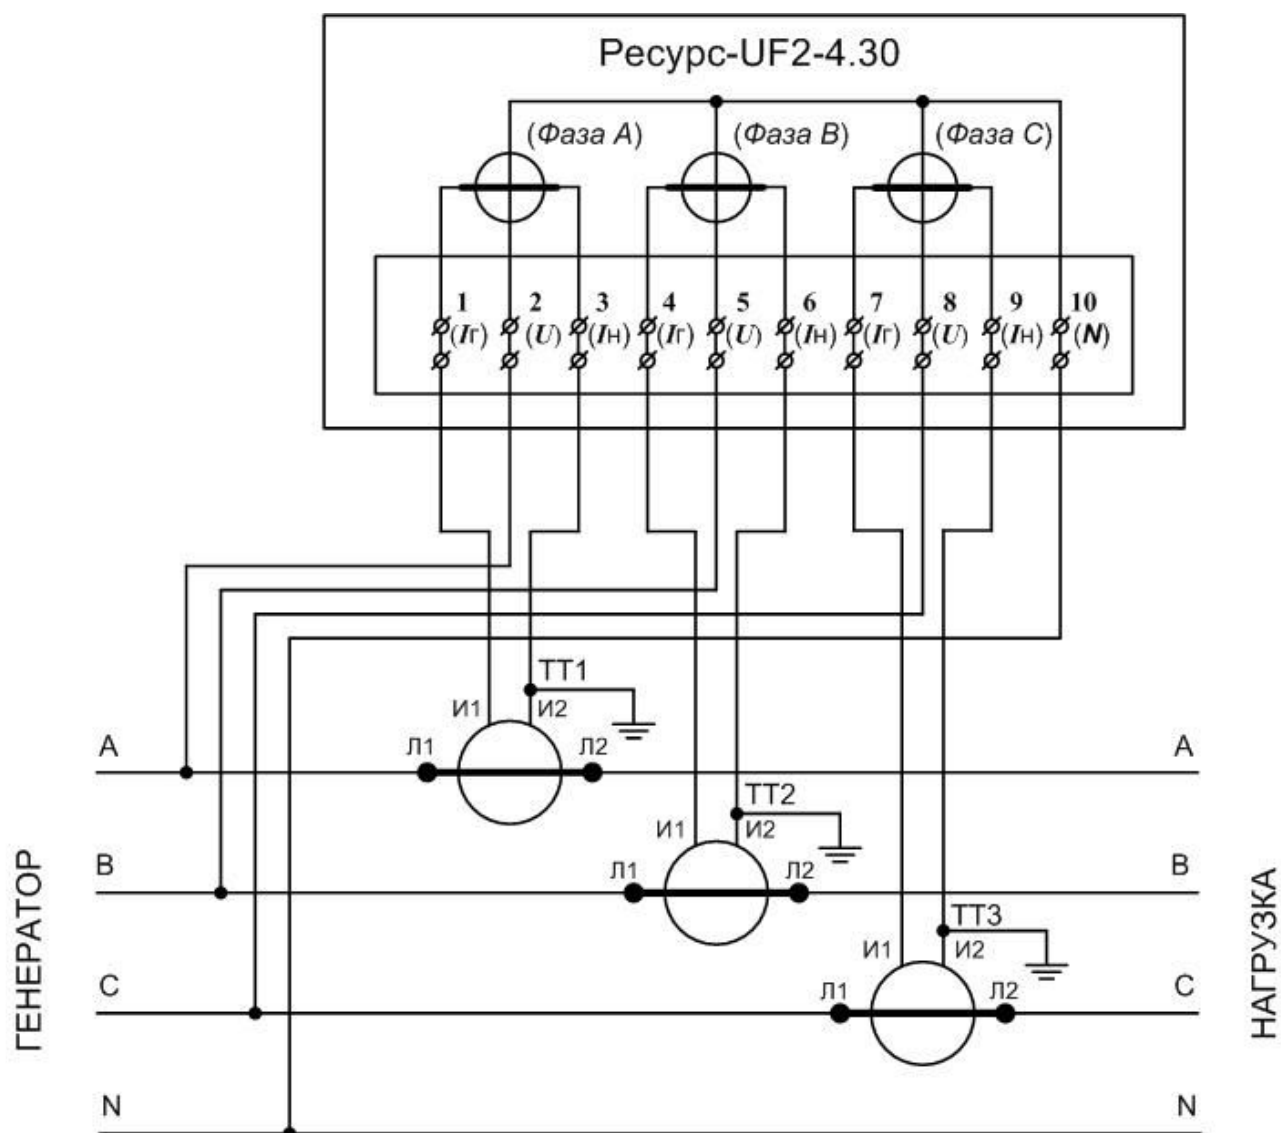 Ресурс-UF2-4.30
(Фаза А) (Фаза В) (Фаза С)
1 2 3 4 5 6 7 8 9 10
(Iг) (U) (Iн) (Iг) (U) (Iн) (Iг) (U) (Iн) (N)
ТТ1
И1 И2
А Л1 Л2 А
ТТ2
И1 И2
В Л1 Л2 В
ТТ3
И1 И2
С Л1 Л2 С
N N
ГЕНЕРАТОР
НАГРУЗКА